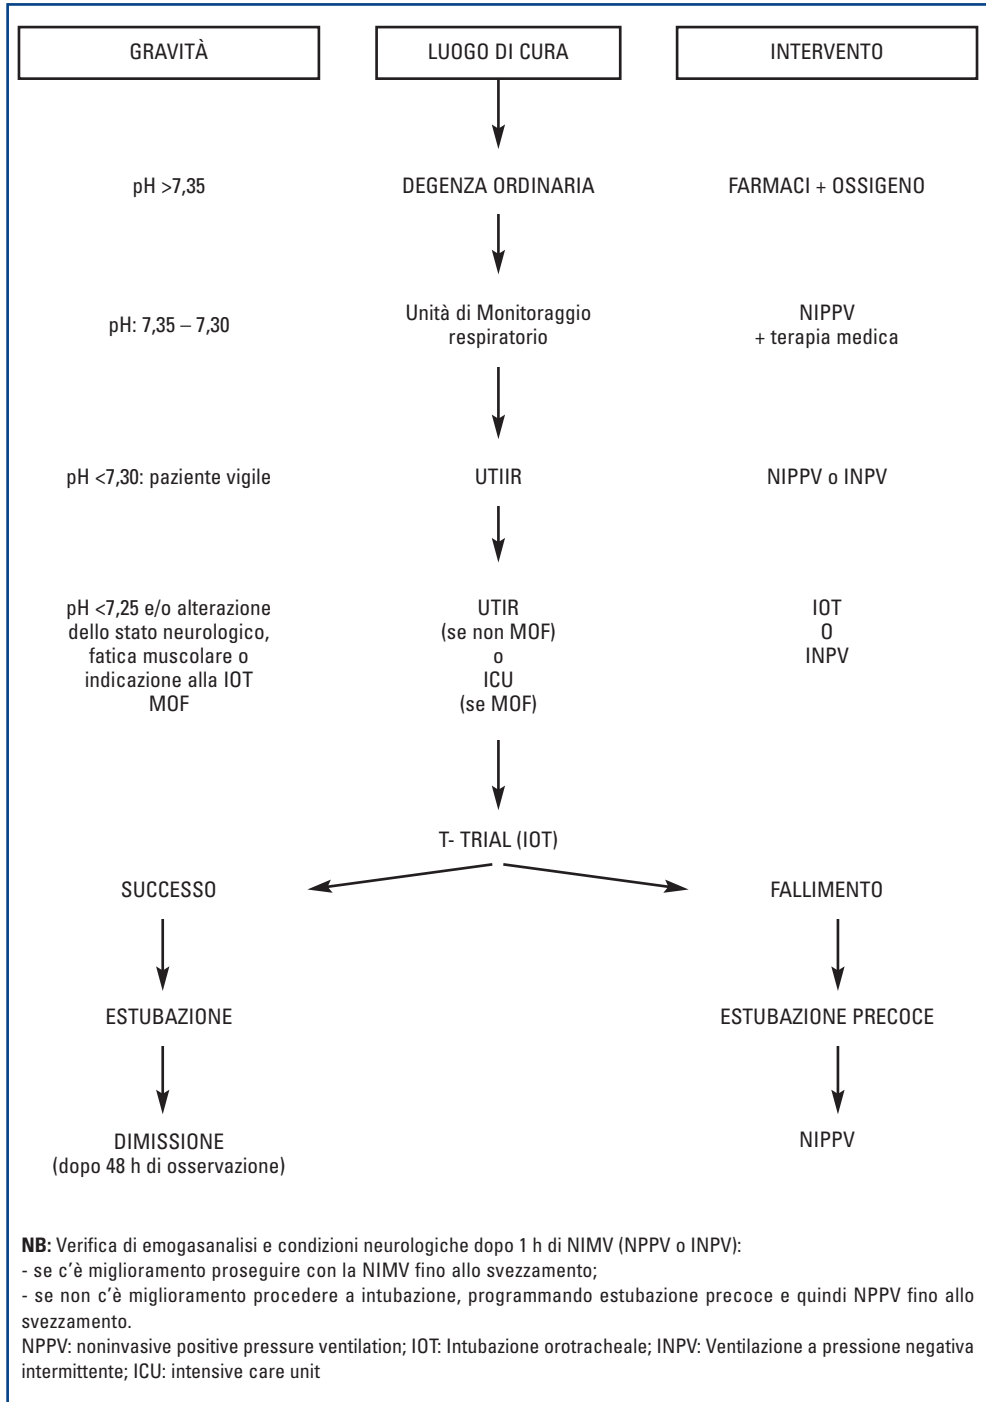 GRAVITÀ
LUOGO DI CURA
INTERVENTO
pH >7,35
DEGENZA ORDINARIA
FARMACI + OSSIGENO
pH: 7,35 – 7,30
Unità di Monitoraggio
respiratorio
NIPPV
+ terapia medica
pH <7,30: paziente vigile
UTIIR
NIPPV o INPV
pH <7,25 e/o alterazione
dello stato neurologico,
fatica muscolare o
indicazione alla IOT
MOF
UTIR
(se non MOF)
o
ICU
(se MOF)
IOT
O
INPV
T- TRIAL (IOT)
SUCCESSO
FALLIMENTO
ESTUBAZIONE
ESTUBAZIONE PRECOCE
DIMISSIONE
(dopo 48 h di osservazione)
NIPPV
NB: Verifica di emogasanalisi e condizioni neurologiche dopo 1 h di NIMV (NPPV o INPV):
- se c'è miglioramento proseguire con la NIMV fino allo svezzamento;
- se non c'è miglioramento procedere a intubazione, programmando estubazione precoce e quindi NPPV fino allo
svezzamento.
NPPV: noninvasive positive pressure ventilation; IOT: Intubazione orotracheale; INPV: Ventilazione a pressione negativa
intermittente; ICU: intensive care unit